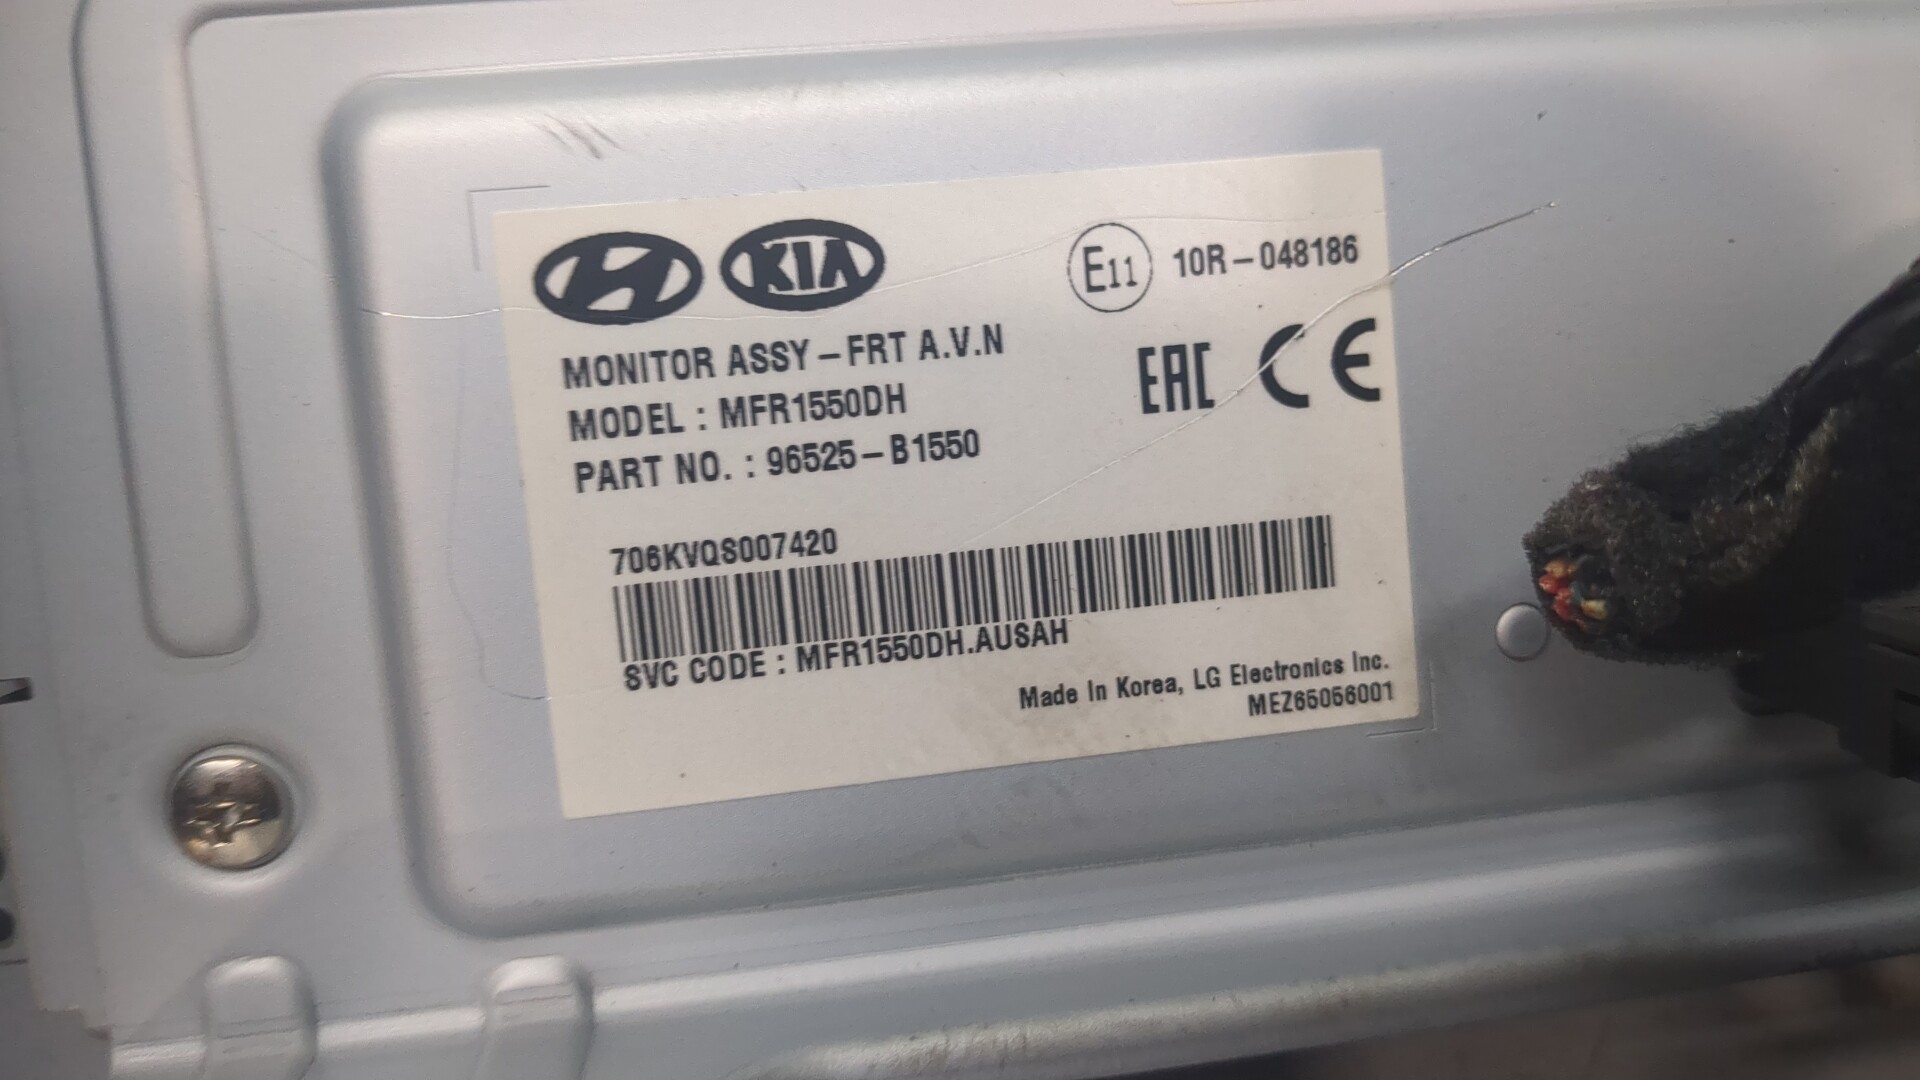 KIA
E11 10R-048186
MONITOR ASSY-FRT A.V.N
MODEL : MFR1550DH
PART NO. : 96525-B1550
EAC CE
706KVQS007420
SVC CODE : MFR1550DH.AUSAH
Made In Korea, LG Electronics Inc.
MEZ65056001